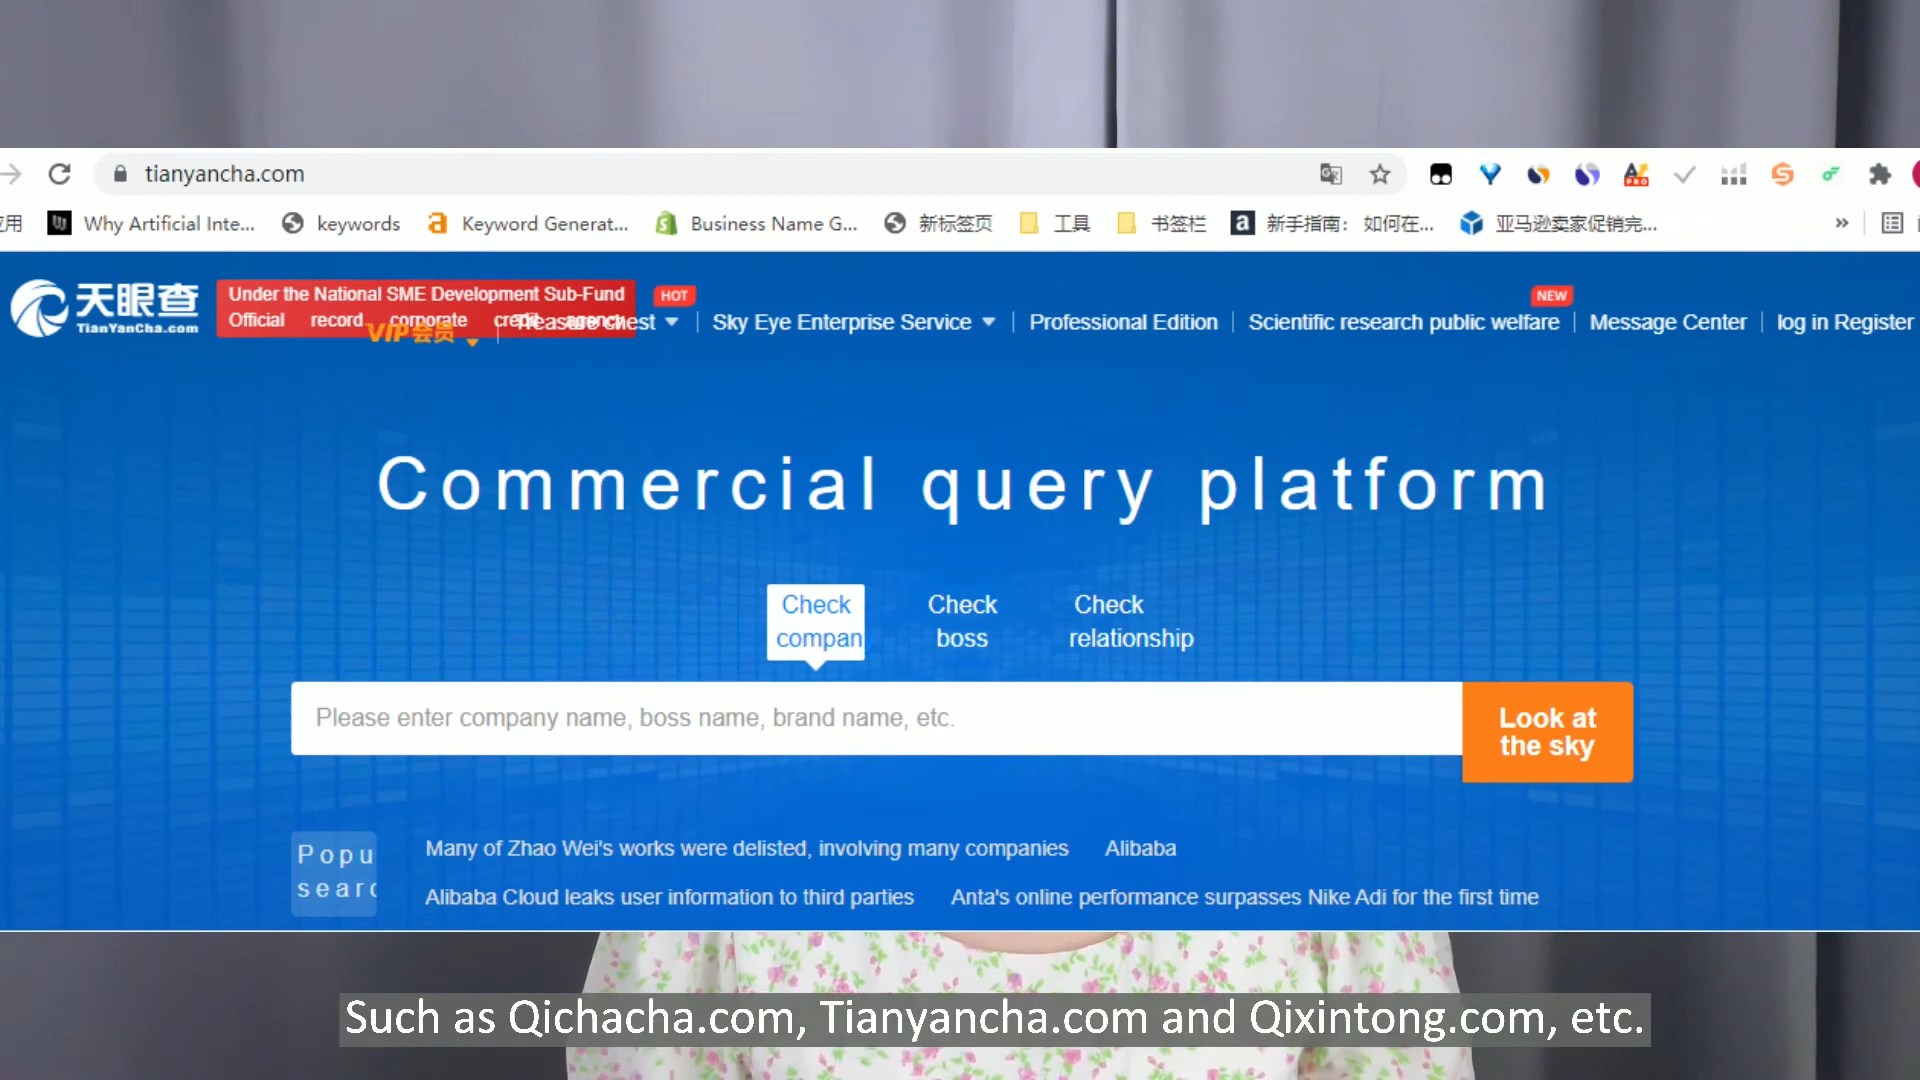 tianyancha.com
应用 Why Artificial Inte... keywords Keyword Generat... Business Name G... 新标签页 工具 书签栏 新手指南：如何在... 亚马逊卖家促销完... »
天眼查
TianYanCha.com
Under the National SME Development Sub-Fund
Official record corporate credit agency
VIP会员
Treasure chest
HOT
Sky Eye Enterprise Service
Professional Edition
NEW
Scientific research public welfare
Message Center
log in Register
Commercial query platform
Check
compan
Check
boss
Check
relationship
Please enter company name, boss name, brand name, etc.
Look at
the sky
Popu
searc
Many of Zhao Wei's works were delisted, involving many companies Alibaba
Alibaba Cloud leaks user information to third parties Anta's online performance surpasses Nike Adi for the first time
Such as Qichacha.com, Tianyancha.com and Qixintong.com, etc.